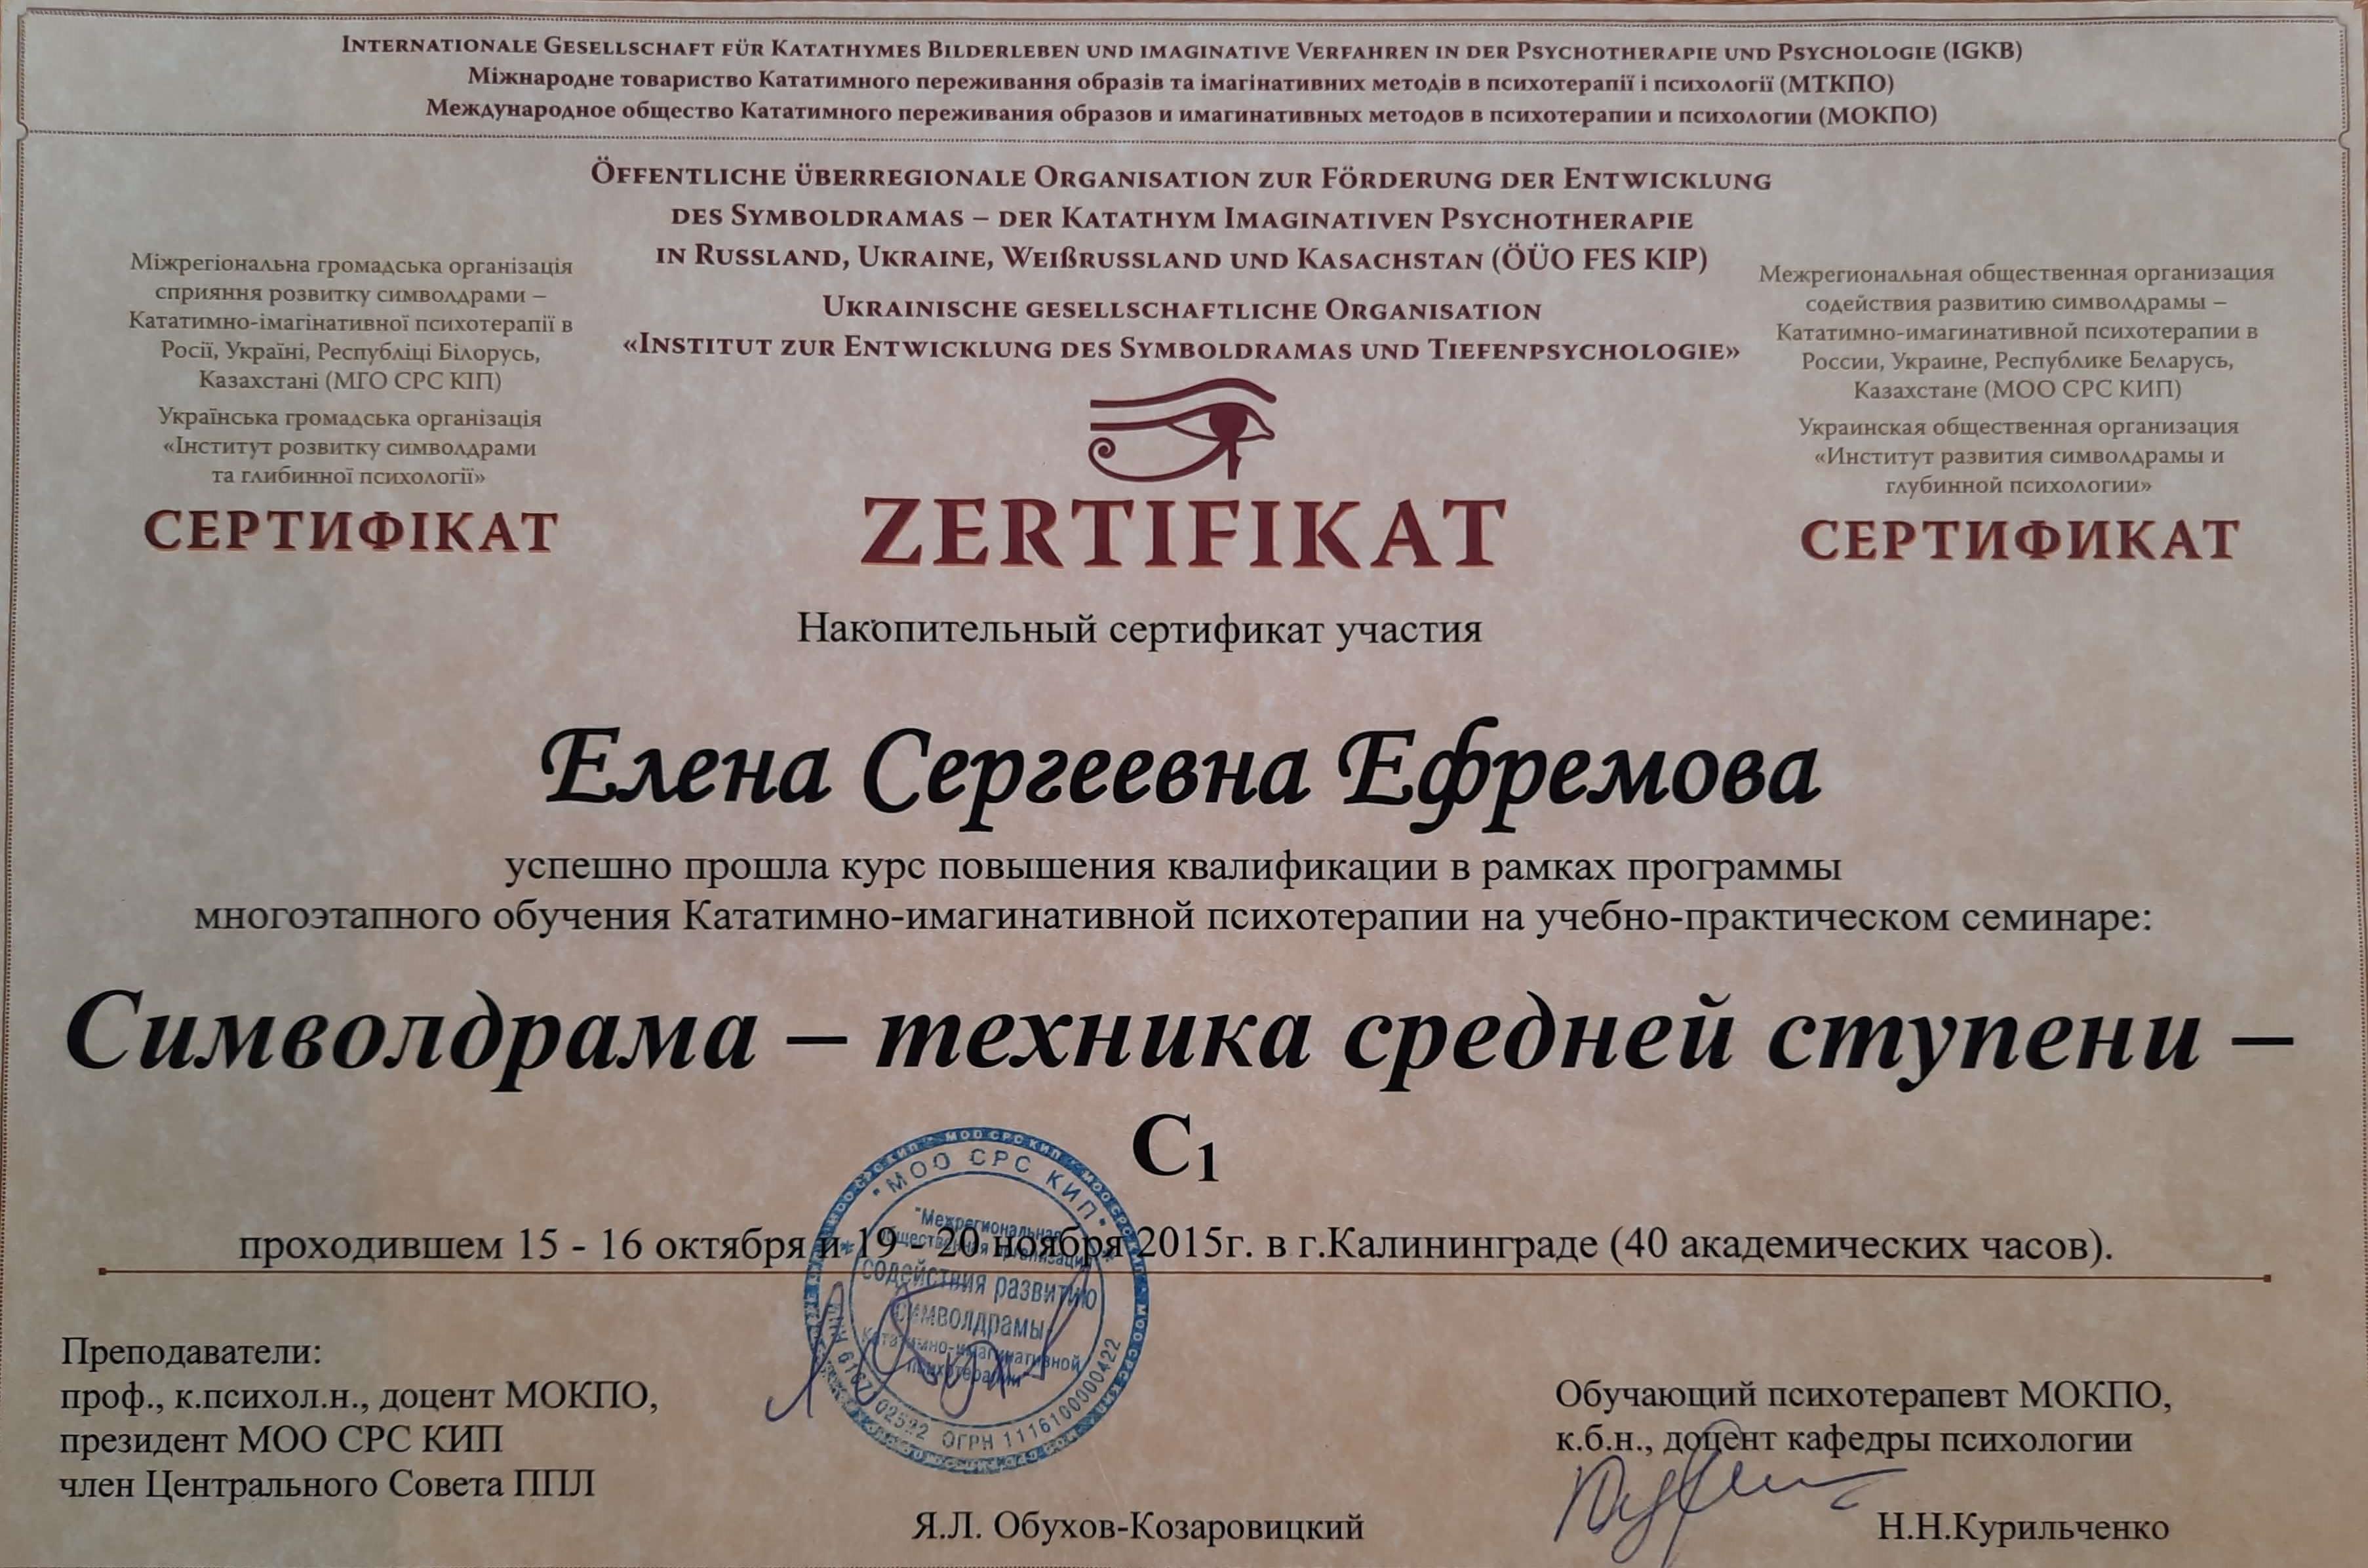 Internationale Gesellschaft für Katathymes Bilderleben und imaginative Verfahren in der Psychotherapie und Psychologie (IGKB)
Міжнародне товариство Кататимного переживання образів та імагінативних методів в психотерапії і психології (МТКПО)
Международное общество Кататимного переживания образов и имагинативных методов в психотерапии и психологии (МОКПО)
Öffentliche überregionale Organisation zur Förderung der Entwicklung
des Symboldramas – der Katathym Imaginativen Psychotherapie
in Russland, Ukraine, Weißrussland und Kasachstan (ÖÜO FES KIP)
Ukrainische gesellschaftliche Organisation
«Institut zur Entwicklung des Symboldramas und Tiefenpsychologie»
Міжрегіональна громадська організація
сприяння розвитку символдрами –
Кататимно-імагінативної психотерапії в
Росії, Україні, Республіці Білорусь,
Казахстані (МГО СРС КІП)
Українська громадська організація
«Інститут розвитку символдрами
та глибинної психології»
СЕРТИФІКАТ
ZERTIFIKAT
Межрегиональная общественная организация
содействия развитию символдрамы –
Кататимно-имагинативной психотерапии в
России, Украине, Республике Беларусь,
Казахстане (МОО СРС КИП)
Украинская общественная организация
«Институт развития символдрамы и
глубинной психологии»
СЕРТИФИКАТ
Накопительный сертификат участия
Елена Сергеевна Ефремова
успешно прошла курс повышения квалификации в рамках программы
многоэтапного обучения Кататимно-имагинативной психотерапии на учебно-практическом семинаре:
Символдрама – техника средней ступени –
С1
проходившем 15 - 16 октября и 19 - 20 ноября 2015г. в г.Калининграде (40 академических часов).
"МОО СРС КИП"
"Межрегиональная
общественная организация
содействия развитию
символдрамы
Кататимно-имагинативной
психотерапии"
ОГРН 1116100000422
Преподаватели:
проф., к.психол.н., доцент МОКПО,
президент МОО СРС КИП
член Центрального Совета ППЛ
Я.Л. Обухов-Козаровицкий
Обучающий психотерапевт МОКПО,
к.б.н., доцент кафедры психологии
Н.Н.Курильченко